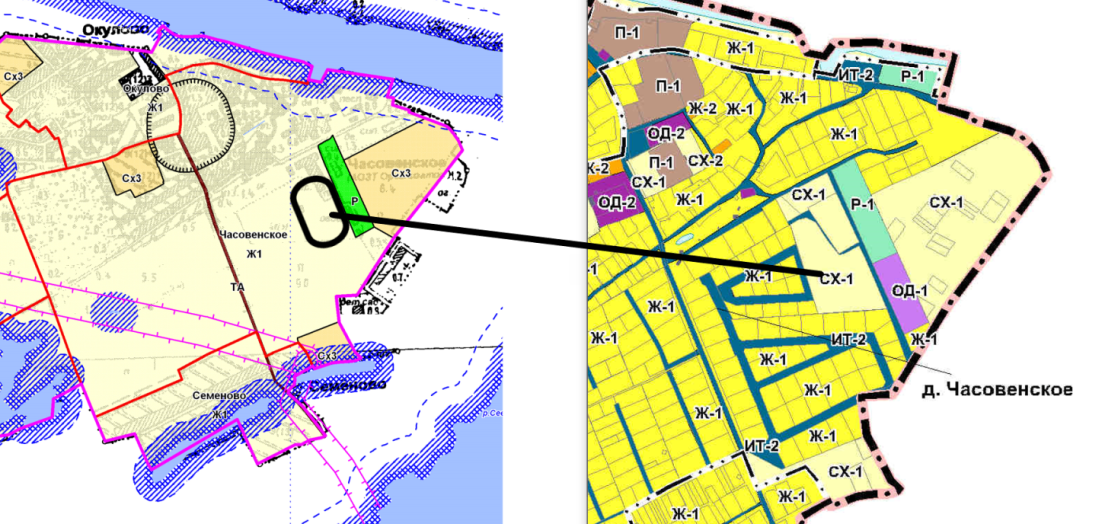 Окулово
Сх3
Окулово
Ж1
Сх3
Часовенское
Сх3
Р
Часовенское
Ж1
ТА
Сх3
Семеново
Семеново
Ж1
П-1
Ж-1
ИТ-2
Р-1
П-1
Ж-2
Ж-1
Ж-1
ОД-2
Ж-1
П-1
СХ-2
СХ-1
ОД-2
Ж-1
СХ-1
Р-1
СХ-1
Ж-1
СХ-1
ОД-1
Ж-1
ИТ-2
Ж-1
Ж-1
Ж-1
Ж-1
д. Часовенское
Ж-1
Ж-1
ИТ-2
СХ-1
Ж-1
Ж-1